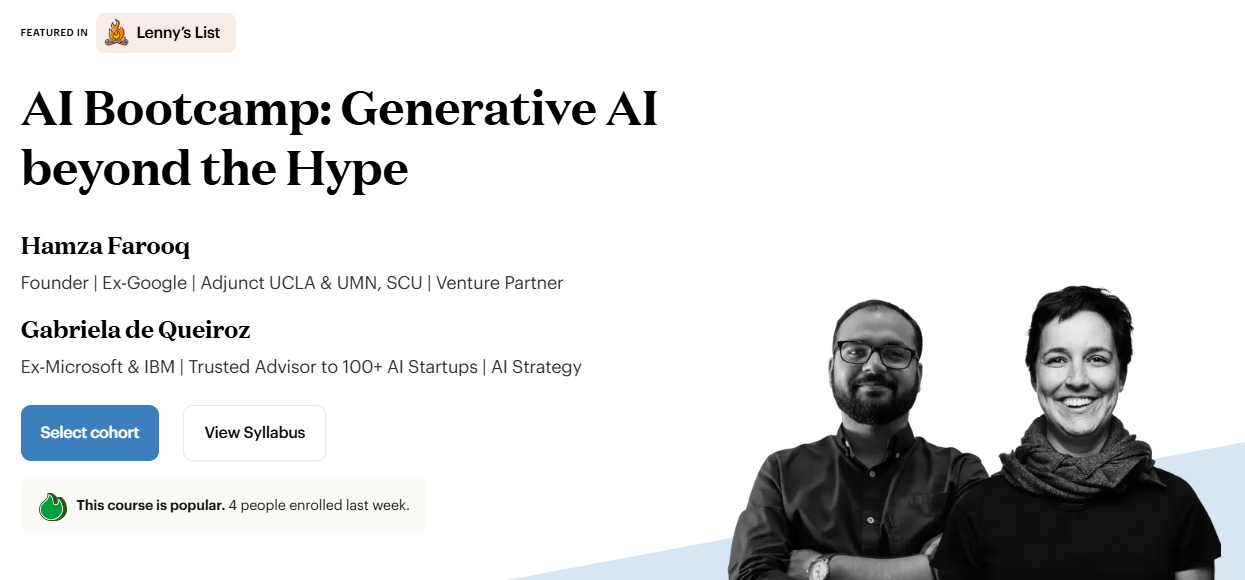 FEATURED IN Lenny's List
AI Bootcamp: Generative AI
beyond the Hype
Hamza Farooq
Founder | Ex-Google | Adjunct UCLA & UMN, SCU | Venture Partner
Gabriela de Queiroz
Ex-Microsoft & IBM | Trusted Advisor to 100+ AI Startups | AI Strategy
Select cohort View Syllabus
This course is popular. 4 people enrolled last week.